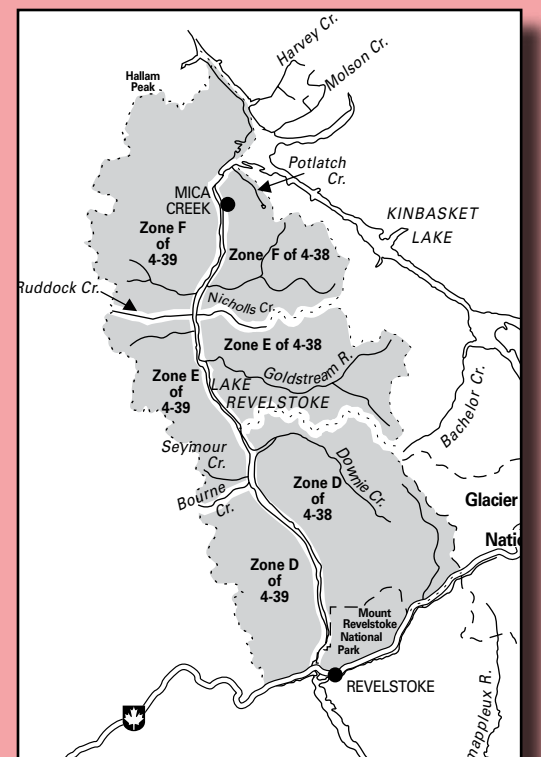 Harvey Cr.
Molson Cr.
Hallam
Peak
Potlatch
Cr.
MICA
CREEK
KINBASKET
LAKE
Zone F
of
4-39
Zone F of 4-38
Ruddock Cr.
Nicholls Cr.
Zone E of 4-38
Zone E
of
4-39
Goldstream R.
LAKE
REVELSTOKE
Bachelor Cr.
Seymour
Cr.
Downie Cr.
Bourne
Cr.
Zone D
of
4-38
Glacier
Natio
Zone D
of
4-39
Mount
Revelstoke
National
Park
REVELSTOKE
mappleux R.